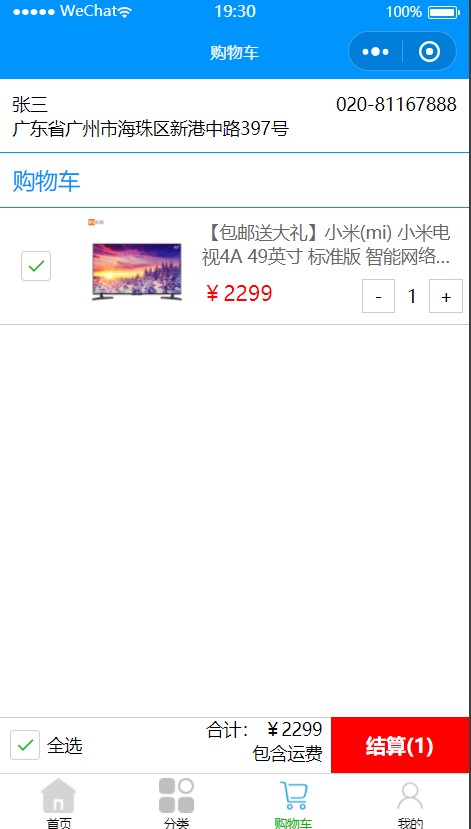 WeChat 19:30 100%
购物车
张三 020-81167888
广东省广州市海珠区新港中路397号
购物车
【包邮送大礼】小米(mi) 小米电
视4A 49英寸 标准版 智能网络...
￥2299
- 1 +
全选
合计： ￥2299
包含运费
结算(1)
首页 分类 购物车 我的